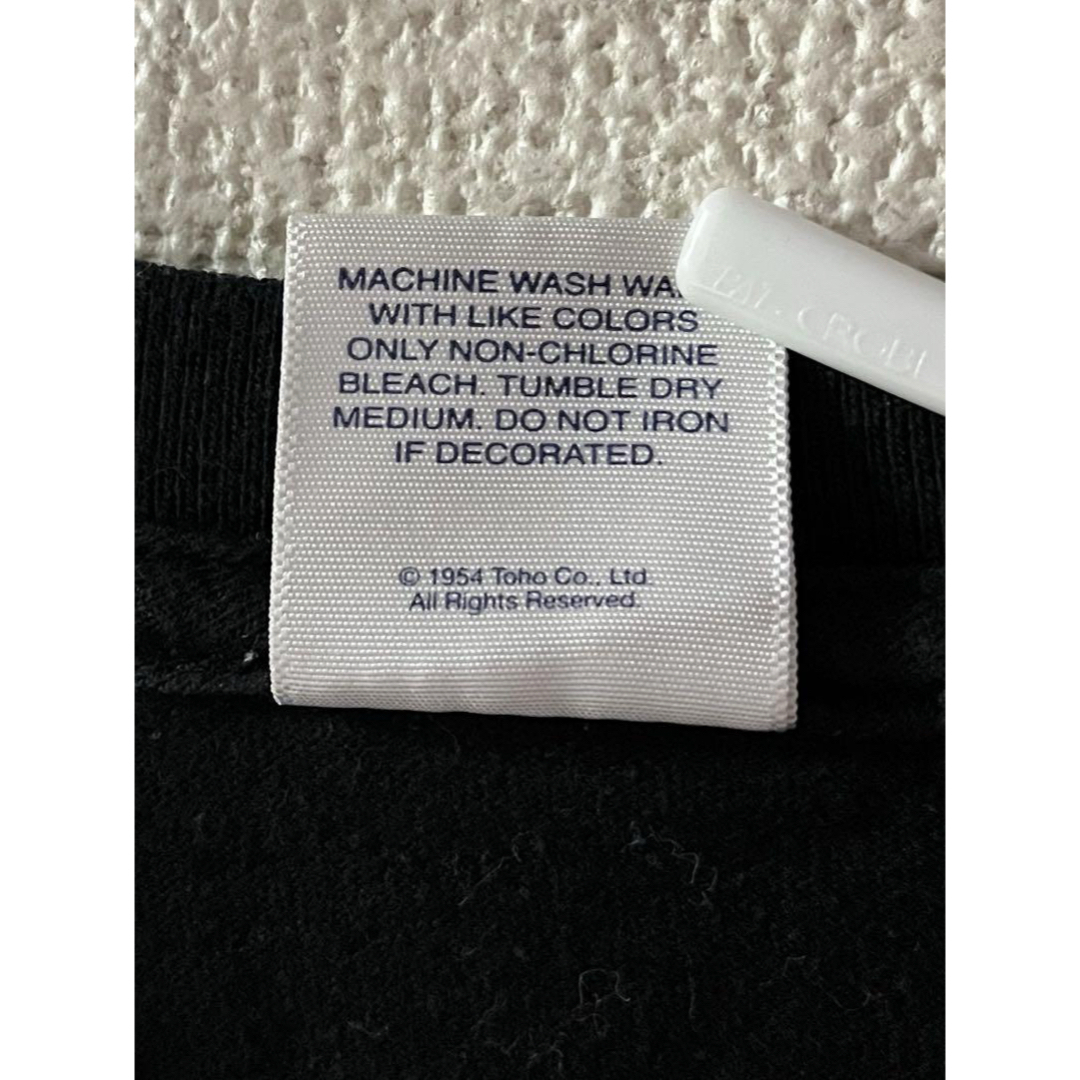 MACHINE WASH WA
WITH LIKE COLORS
ONLY NON-CHLORINE
BLEACH. TUMBLE DRY
MEDIUM. DO NOT IRON
IF DECORATED.
© 1954 Toho Co., Ltd
All Rights Reserved.